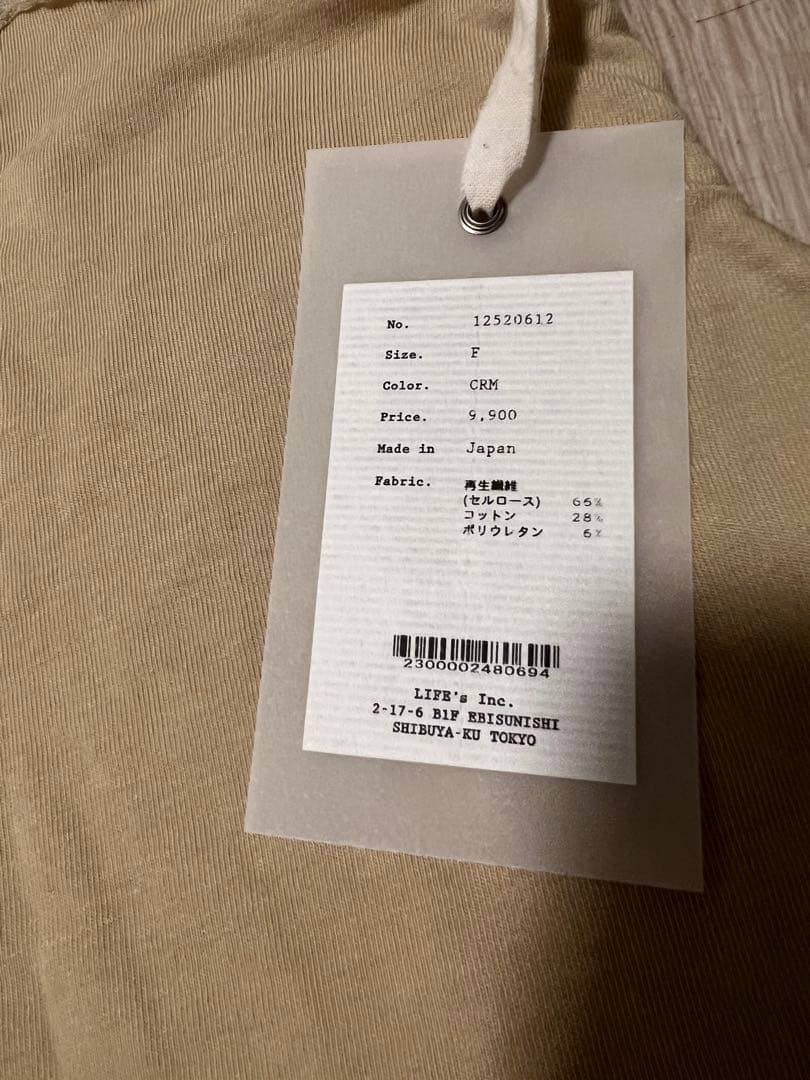 No. 12520612
Size. F
Color. CRM
Price. 9,900
Made in Japan
Fabric. 再生繊維
(セルロース) 66%
コットン 28%
ポリウレタン 6%
2300002480694
LIFE's Inc.
2-17-6 B1F EBISUNISHI
SHIBUYA-KU TOKYO